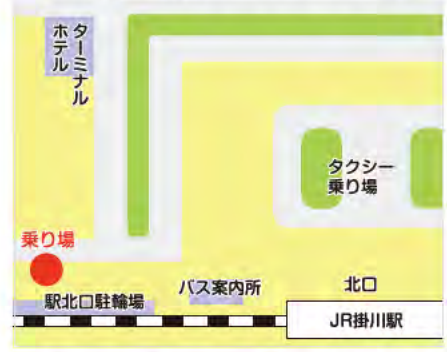 ターミナル
ホテル
タクシー
乗り場
乗り場
駅北口駐輪場
バス案内所
北口
JR掛川駅